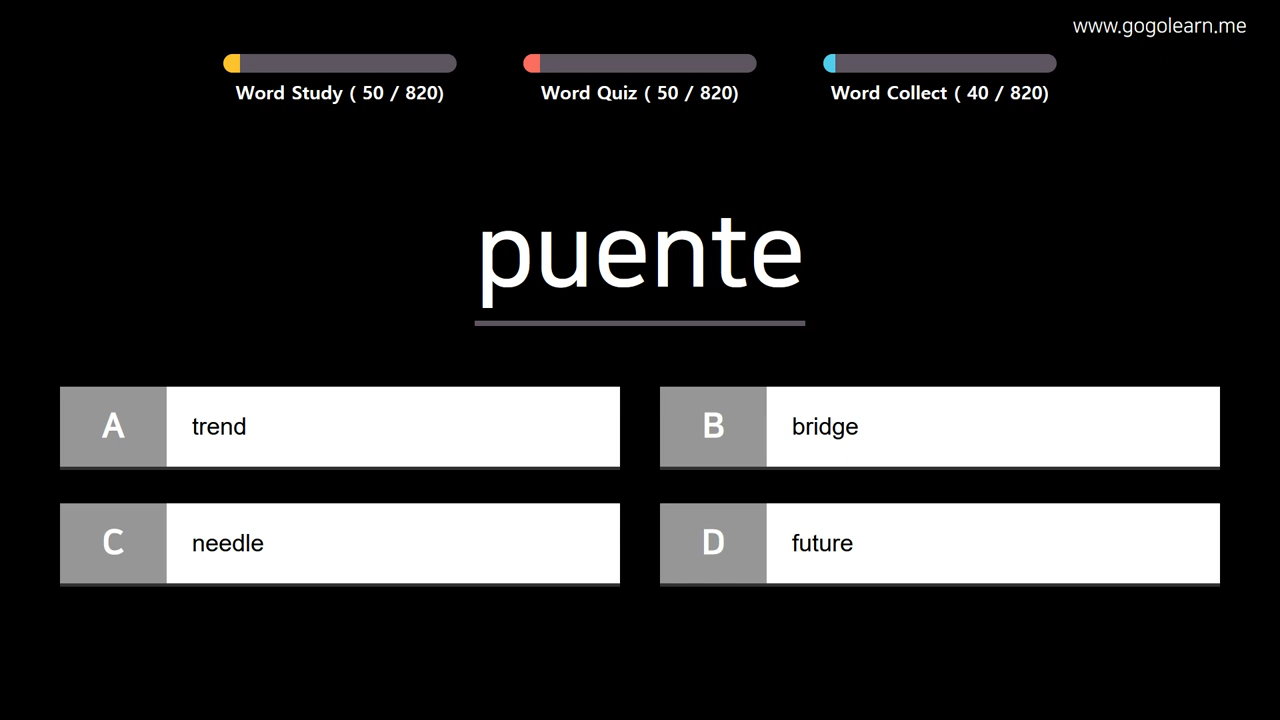 www.gogolearn.me
Word Study ( 50 / 820)
Word Quiz ( 50 / 820)
Word Collect ( 40 / 820)
puente
A trend
B bridge
C needle
D future